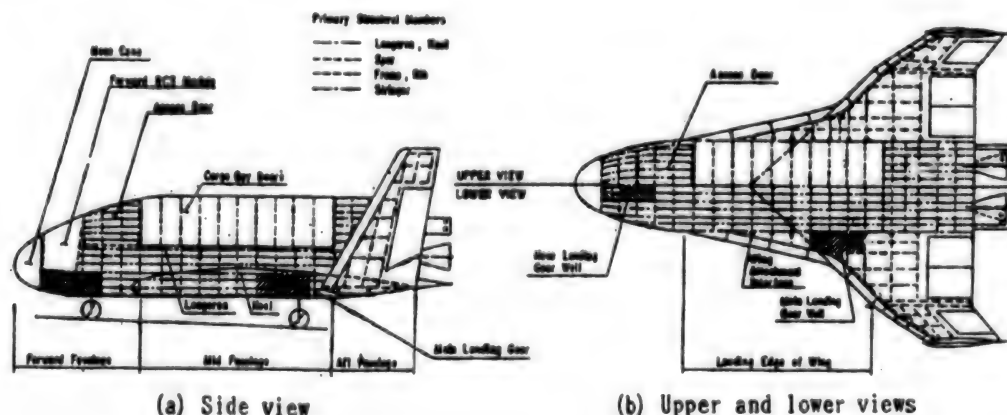 Primary Structural Members
Longeron, Keel
Spar
Frame, Rib
Stringer
Nose Cone
Forward RCS Module
Access Door
Cargo Bay Door
Longeron
Keel
Forward Fuselage
Mid Fuselage
Aft Fuselage
Main Landing Gear
(a) Side view
Access Door
UPPER VIEW
LOWER VIEW
Nose Landing
Gear Well
Wing
Attachment
Main Landing
Gear Well
Leading Edge of Wing
(b) Upper and lower views